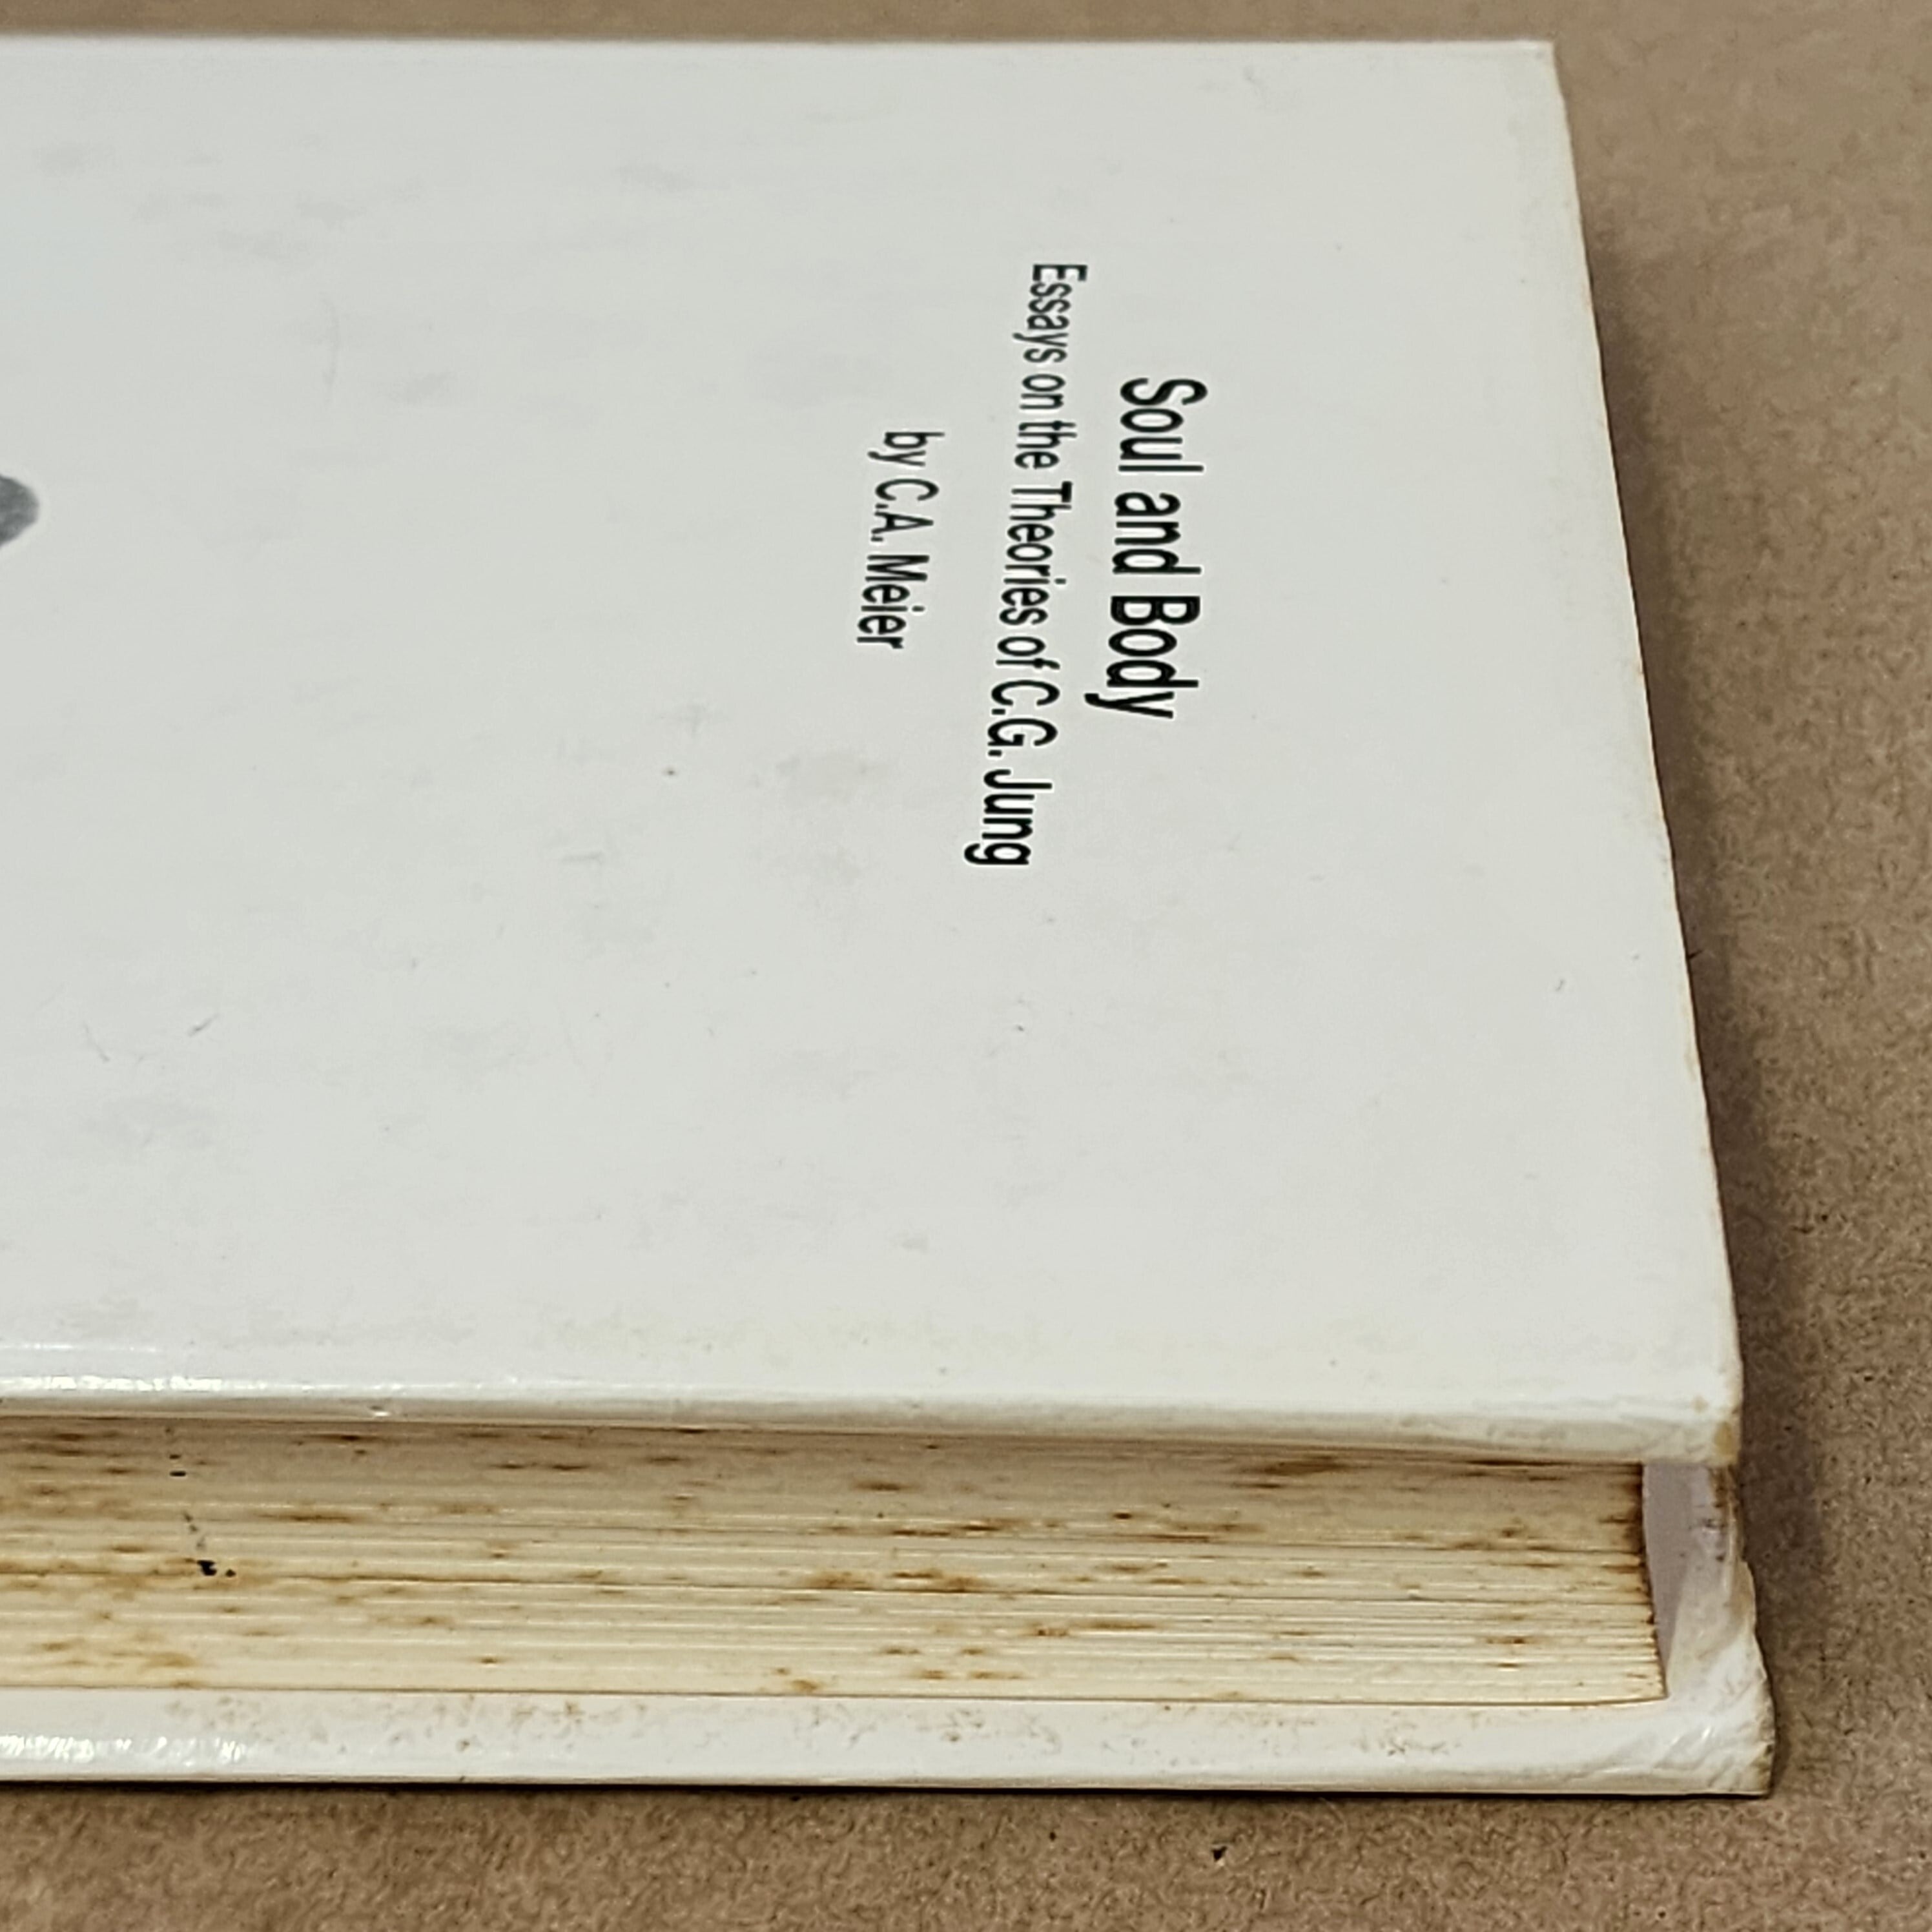 Soul and Body
Essays on the Theories of C.G. Jung
by C.A. Meier